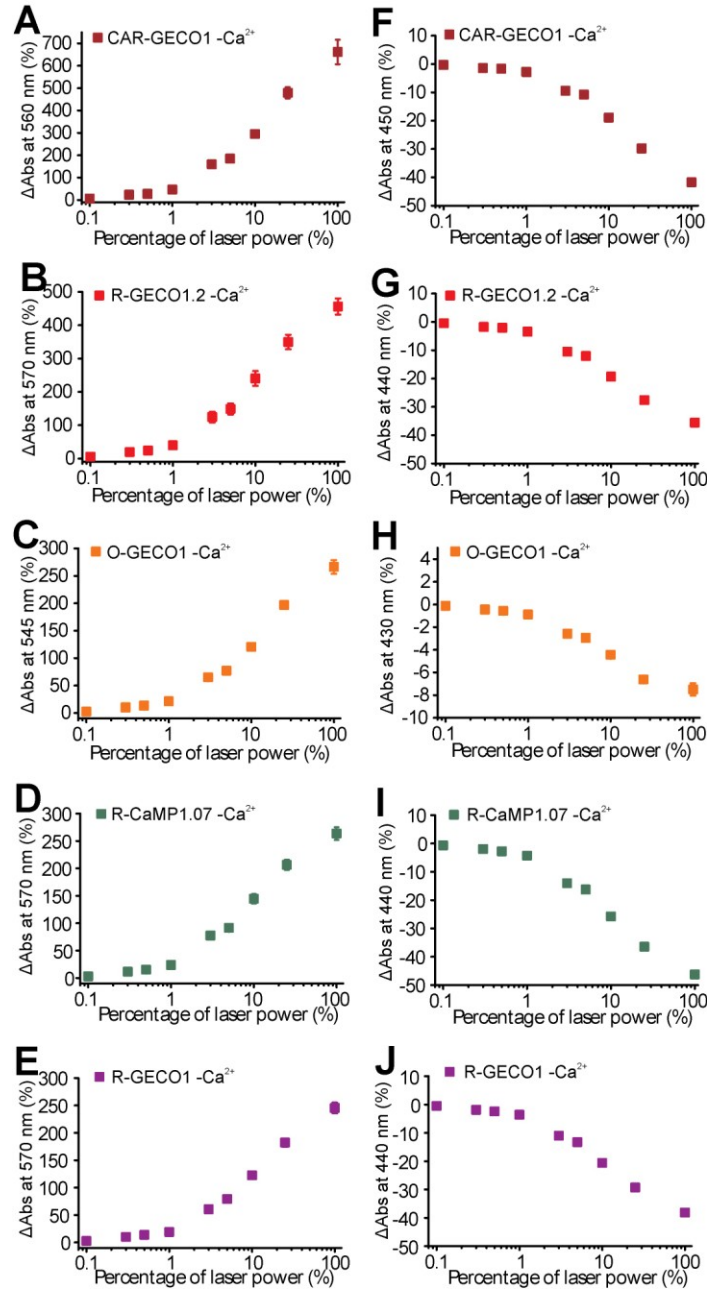 A
CAR-GECO1 -Ca²⁺
ΔAbs at 560 nm (%)
700
600
500
400
300
200
100
0
0.1 1 10 100
Percentage of laser power (%)
F
CAR-GECO1 -Ca²⁺
ΔAbs at 450 nm (%)
10
0
-10
-20
-30
-40
-50
0.1 1 10 100
Percentage of laser power (%)
B
R-GECO1.2 -Ca²⁺
ΔAbs at 570 nm (%)
500
400
300
200
100
0
0.1 1 10 100
Percentage of laser power (%)
G
R-GECO1.2 -Ca²⁺
ΔAbs at 440 nm (%)
10
0
-10
-20
-30
-40
-50
0.1 1 10 100
Percentage of laser power (%)
C
O-GECO1 -Ca²⁺
ΔAbs at 545 nm (%)
300
250
200
150
100
50
0
0.1 1 10 100
Percentage of laser power (%)
H
O-GECO1 -Ca²⁺
ΔAbs at 430 nm (%)
4
2
0
-2
-4
-6
-8
-10
0.1 1 10 100
Percentage of laser power (%)
D
R-CaMP1.07 -Ca²⁺
ΔAbs at 570 nm (%)
300
250
200
150
100
50
0
0.1 1 10 100
Percentage of laser power (%)
I
R-CaMP1.07 -Ca²⁺
ΔAbs at 440 nm (%)
10
0
-10
-20
-30
-40
-50
0.1 1 10 100
Percentage of laser power (%)
E
R-GECO1 -Ca²⁺
ΔAbs at 570 nm (%)
300
250
200
150
100
50
0
0.1 1 10 100
Percentage of laser power (%)
J
R-GECO1 -Ca²⁺
ΔAbs at 440 nm (%)
10
0
-10
-20
-30
-40
-50
0.1 1 10 100
Percentage of laser power (%)